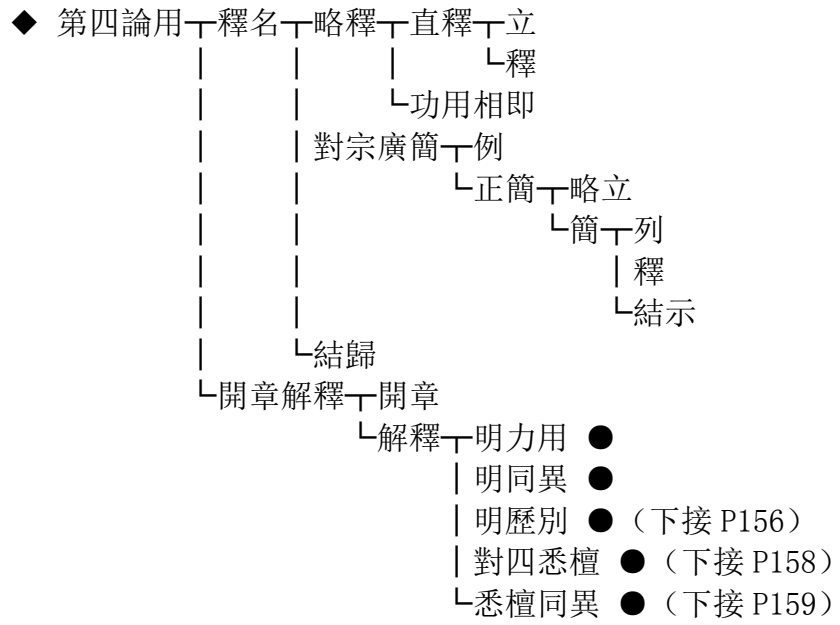 ◆ 第四論用┬釋名┬略釋┬直釋┬立
│ │ │ └釋
│ │ └功用相即
│ │對宗廣簡┬例
│ │ └正簡┬略立
│ │ └簡┬列
│ │ │釋
│ │ └結示
│ └結歸
└開章解釋┬開章
└解釋┬明力用 ●
│明同異 ●
│明歷別 ●(下接 P156)
│對四悉檀 ●(下接 P158)
└悉檀同異 ●(下接 P159)